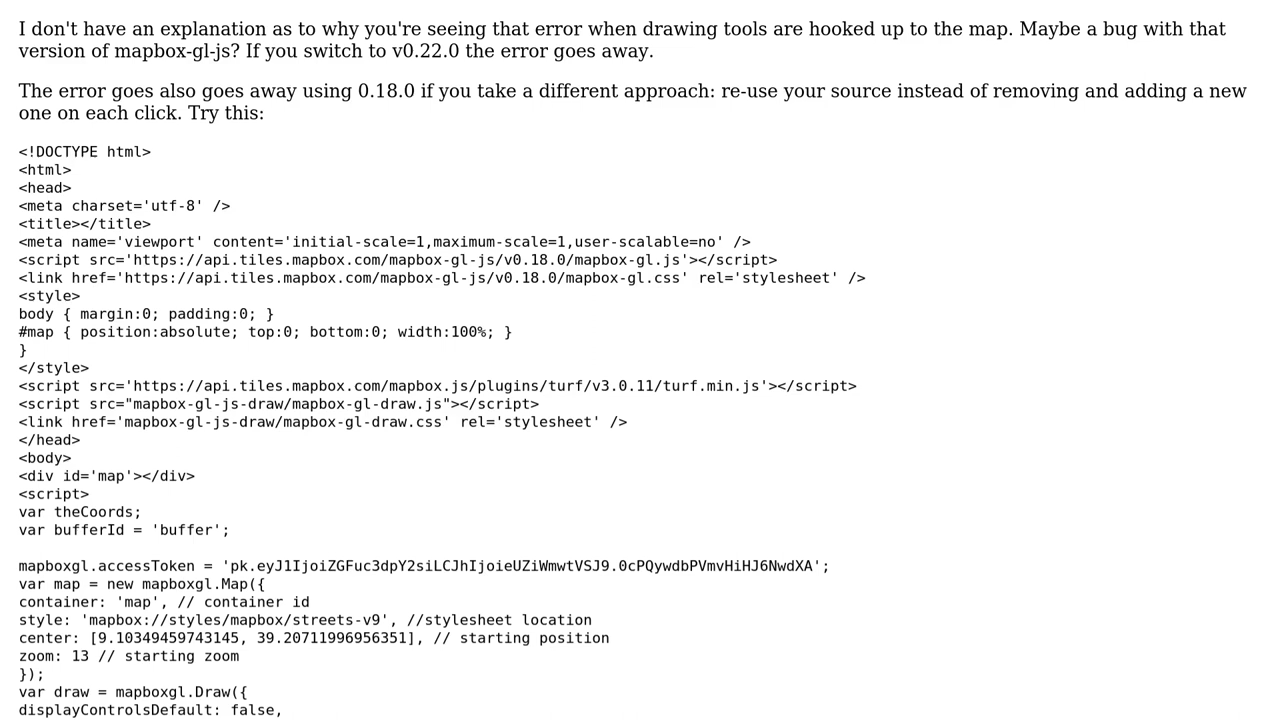 I don't have an explanation as to why you're seeing that error when drawing tools are hooked up to the map. Maybe a bug with that
version of mapbox-gl-js? If you switch to v0.22.0 the error goes away.
The error goes also goes away using 0.18.0 if you take a different approach: re-use your source instead of removing and adding a new
one on each click. Try this:
<!DOCTYPE html>
<html>
<head>
<meta charset='utf-8' />
<title></title>
<meta name='viewport' content='initial-scale=1,maximum-scale=1,user-scalable=no' />
<script src='https://api.tiles.mapbox.com/mapbox-gl-js/v0.18.0/mapbox-gl.js'></script>
<link href='https://api.tiles.mapbox.com/mapbox-gl-js/v0.18.0/mapbox-gl.css' rel='stylesheet' />
<style>
body { margin:0; padding:0; }
#map { position:absolute; top:0; bottom:0; width:100%; }
}
</style>
<script src='https://api.tiles.mapbox.com/mapbox.js/plugins/turf/v3.0.11/turf.min.js'></script>
<script src="mapbox-gl-js-draw/mapbox-gl-draw.js"></script>
<link href='mapbox-gl-js-draw/mapbox-gl-draw.css' rel='stylesheet' />
</head>
<body>
<div id='map'></div>
<script>
var theCoords;
var bufferId = 'buffer';
mapboxgl.accessToken = 'pk.eyJ1IjoiZGFuc3dpY2siLCJhIjoieUZiWmwtVSJ9.0cPQywdbPVmvHiHJ6NwdXA';
var map = new mapboxgl.Map({
container: 'map', // container id
style: 'mapbox://styles/mapbox/streets-v9', //stylesheet location
center: [9.10349459743145, 39.20711996956351], // starting position
zoom: 13 // starting zoom
});
var draw = mapboxgl.Draw({
displayControlsDefault: false,